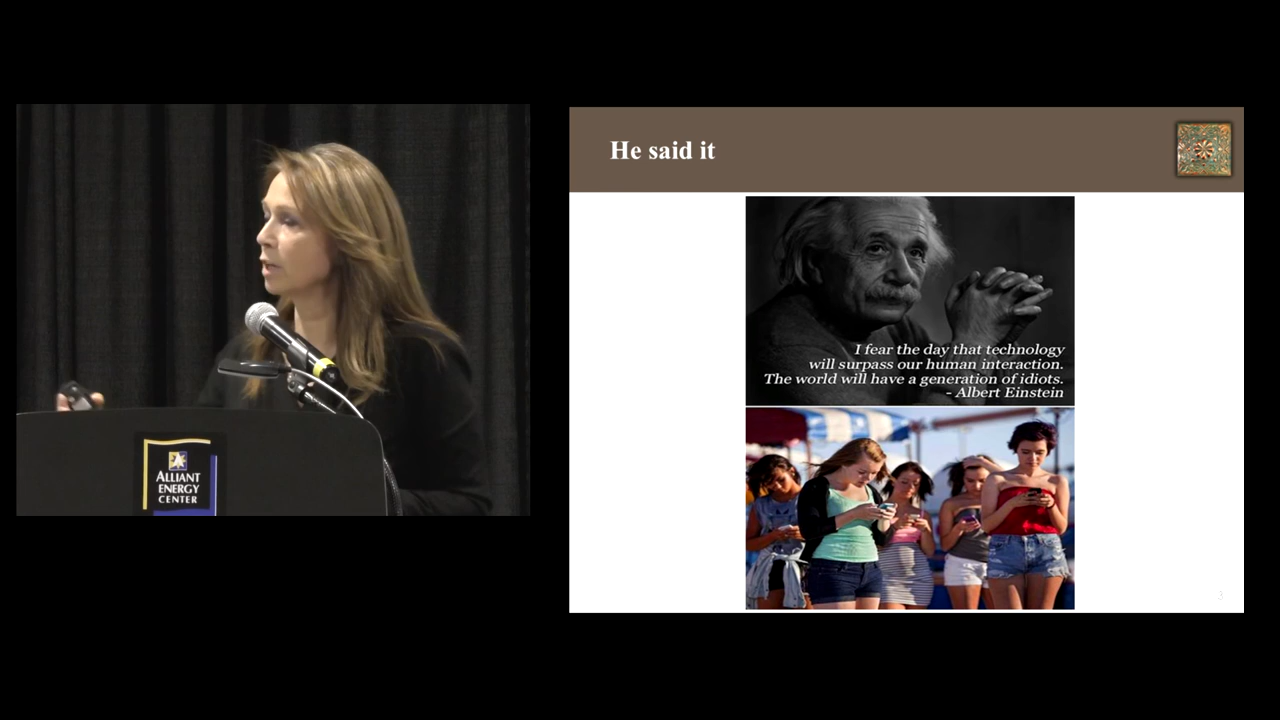 ALLIANT
ENERGY
CENTER
He said it
I fear the day that technology
will surpass our human interaction.
The world will have a generation of idiots.
- Albert Einstein
3